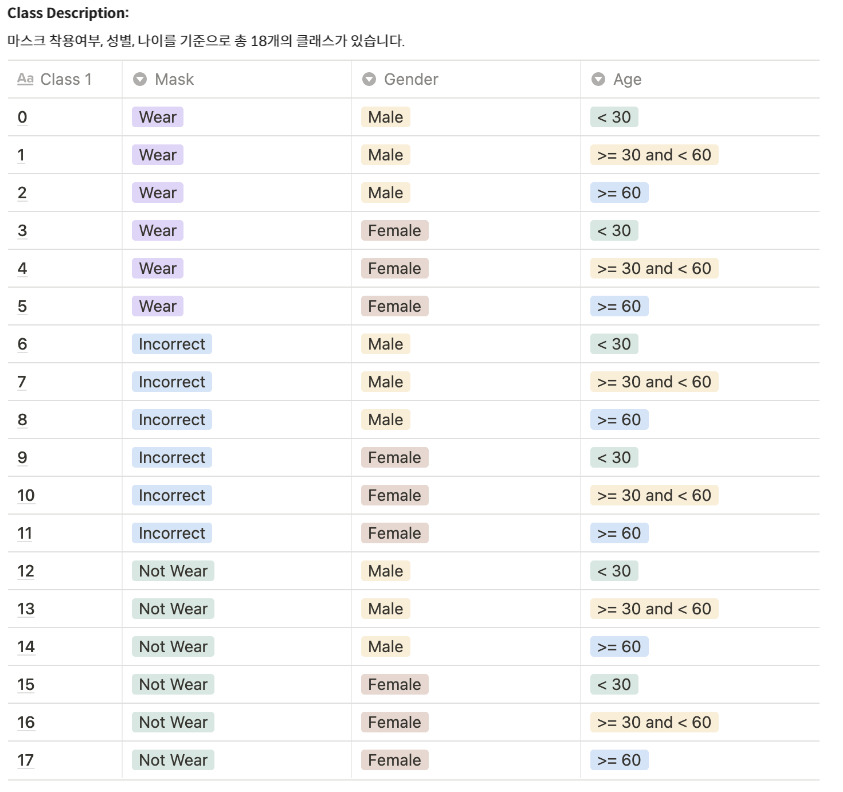 Class Description:
마스크 착용여부, 성별, 나이를 기준으로 총 18개의 클래스가 있습니다.
Aa Class 1 Mask Gender Age
0 Wear Male < 30
1 Wear Male >= 30 and < 60
2 Wear Male >= 60
3 Wear Female < 30
4 Wear Female >= 30 and < 60
5 Wear Female >= 60
6 Incorrect Male < 30
7 Incorrect Male >= 30 and < 60
8 Incorrect Male >= 60
9 Incorrect Female < 30
10 Incorrect Female >= 30 and < 60
11 Incorrect Female >= 60
12 Not Wear Male < 30
13 Not Wear Male >= 30 and < 60
14 Not Wear Male >= 60
15 Not Wear Female < 30
16 Not Wear Female >= 30 and < 60
17 Not Wear Female >= 60